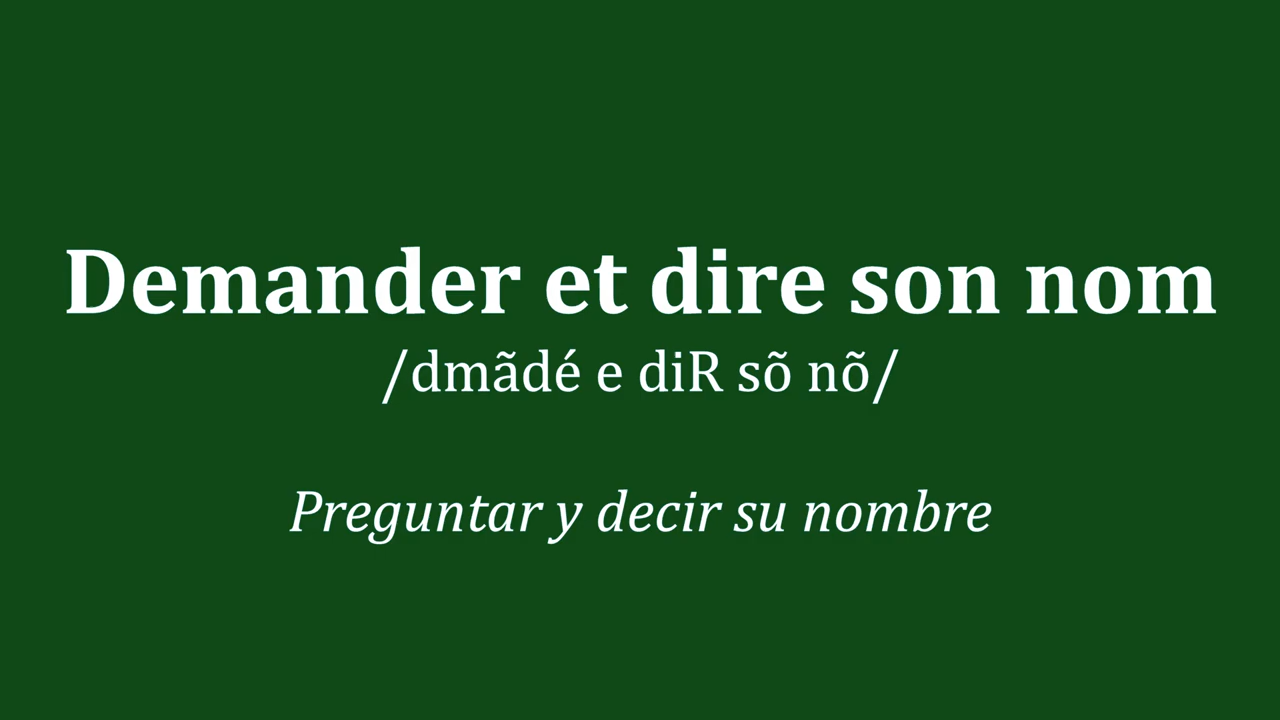 Demander et dire son nom
/dmãdé e diR sõ nõ/
Preguntar y decir su nombre